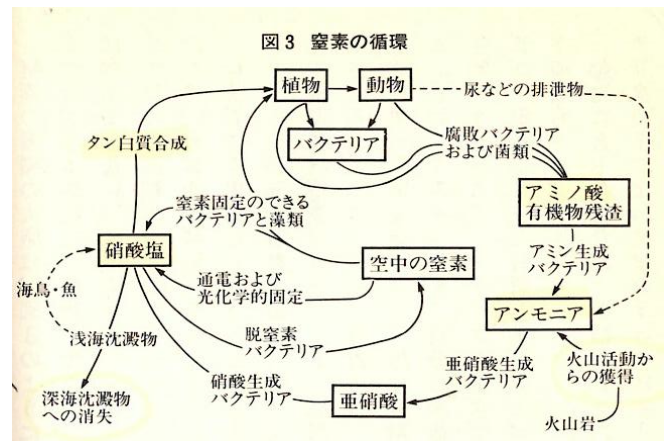 図3 窒素の循環
植物
動物
尿などの排泄物
バクテリア
腐敗バクテリア
および菌類
タン白質合成
アミノ酸
有機物残渣
窒素固定のできる
バクテリアと藻類
硝酸塩
空中の窒素
アミン生成
バクテリア
海鳥・魚
通電および
光化学的固定
アンモニア
浅海沈澱物
脱窒素
バクテリア
亜硝酸生成
バクテリア
火山活動か
らの獲得
硝酸生成
バクテリア
亜硝酸
深海沈澱物
への消失
火山岩